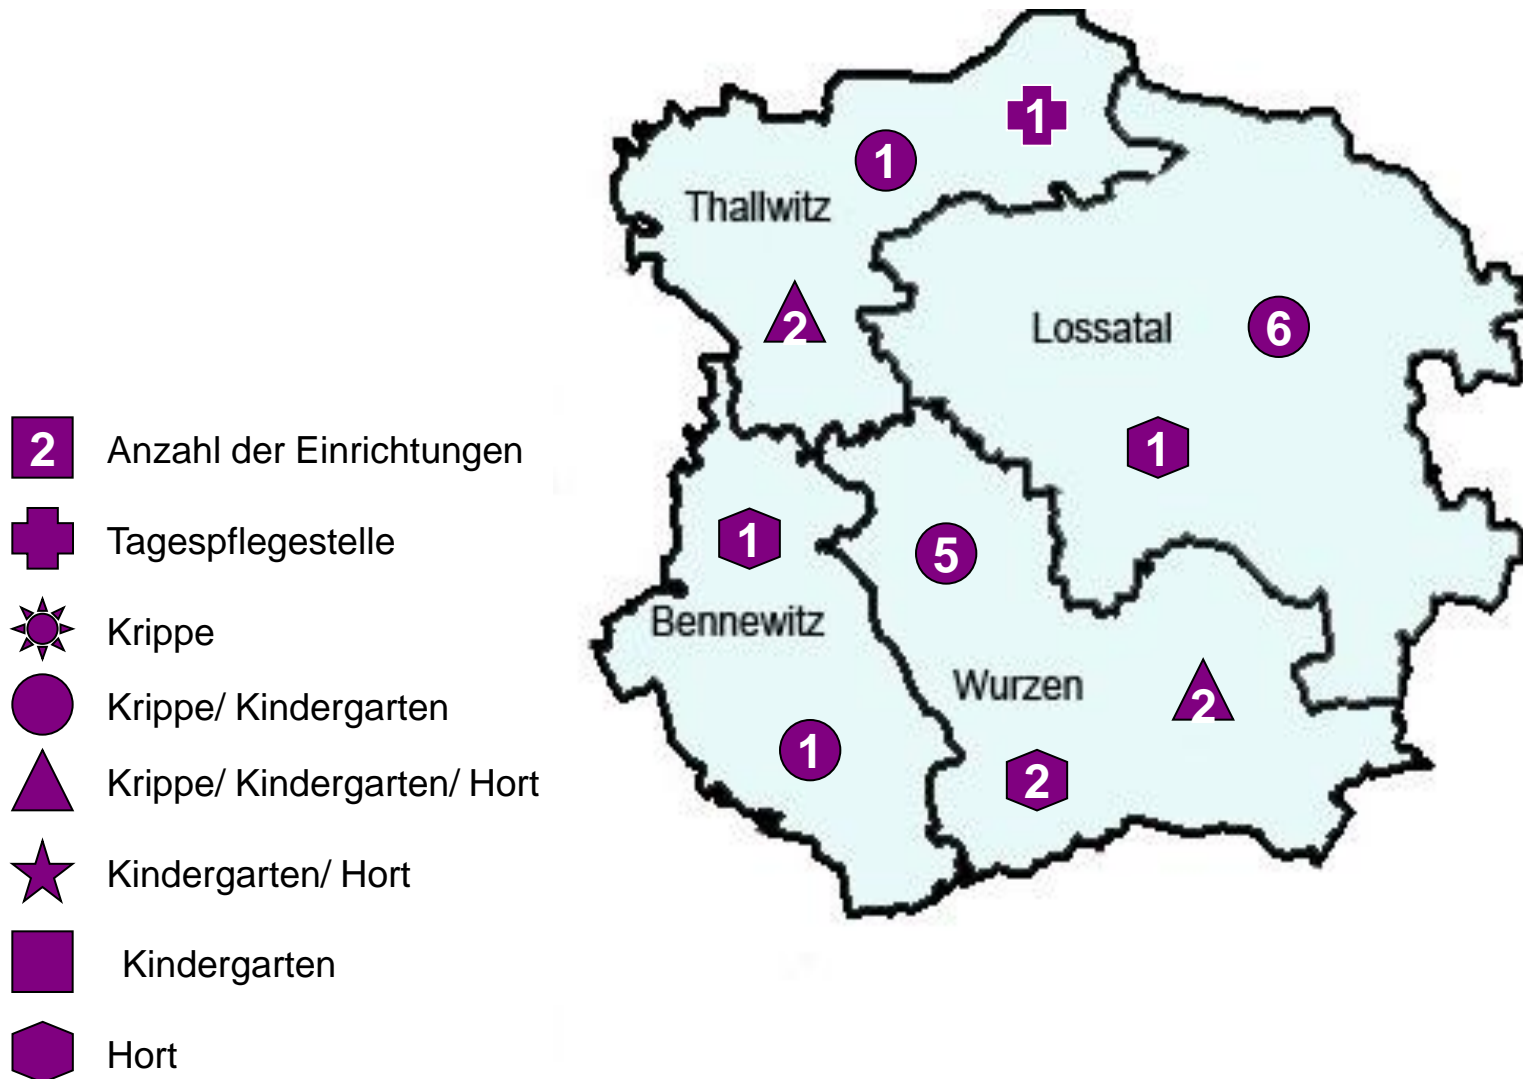 1
1
Thallwitz
2
Lossatal
6
1
2 Anzahl der Einrichtungen
Tagespflegestelle
Krippe
Krippe/ Kindergarten
Krippe/ Kindergarten/ Hort
Kindergarten/ Hort
Kindergarten
Hort
1
5
Bennewitz
Wurzen
2
1
2